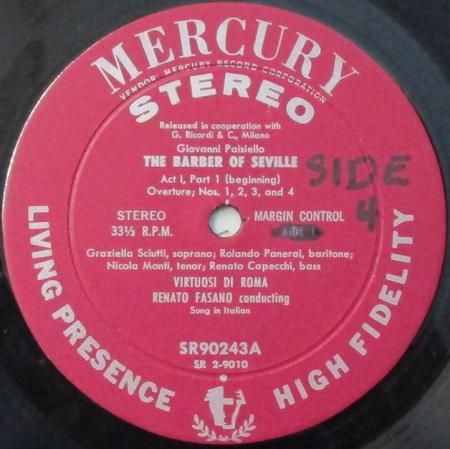 MERCURY
VENDOR: MERCURY RECORD CORPORATION
STEREO
Released in cooperation with
G. Ricordi & C., Milano
Giovanni Paisiello
THE BARBER OF SEVILLE
Act I, Part 1 (beginning)
Overture; Nos. 1, 2, 3, and 4
SIDE
4
STEREO
33⅓ R.P.M.
MARGIN CONTROL
Graziella Sciutti, soprano; Rolando Panerai, baritone;
Nicola Monti, tenor; Renato Capecchi, bass
VIRTUOSI DI ROMA
RENATO FASANO conducting
Sung in Italian
SR90243A
SR 2-9010
LIVING PRESENCE
HIGH FIDELITY